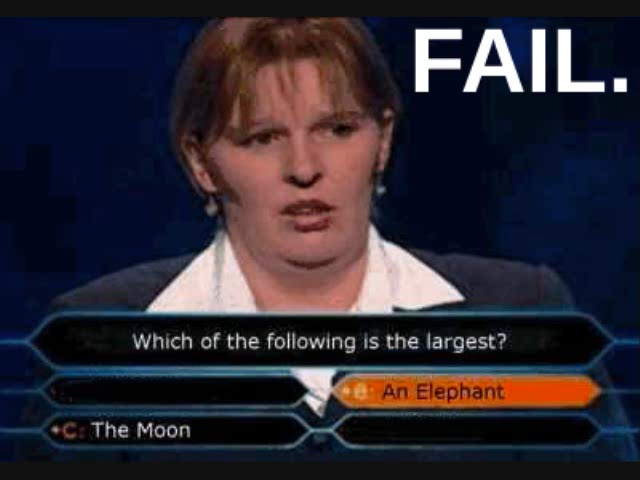 FAIL.
Which of the following is the largest?
B: An Elephant
C: The Moon